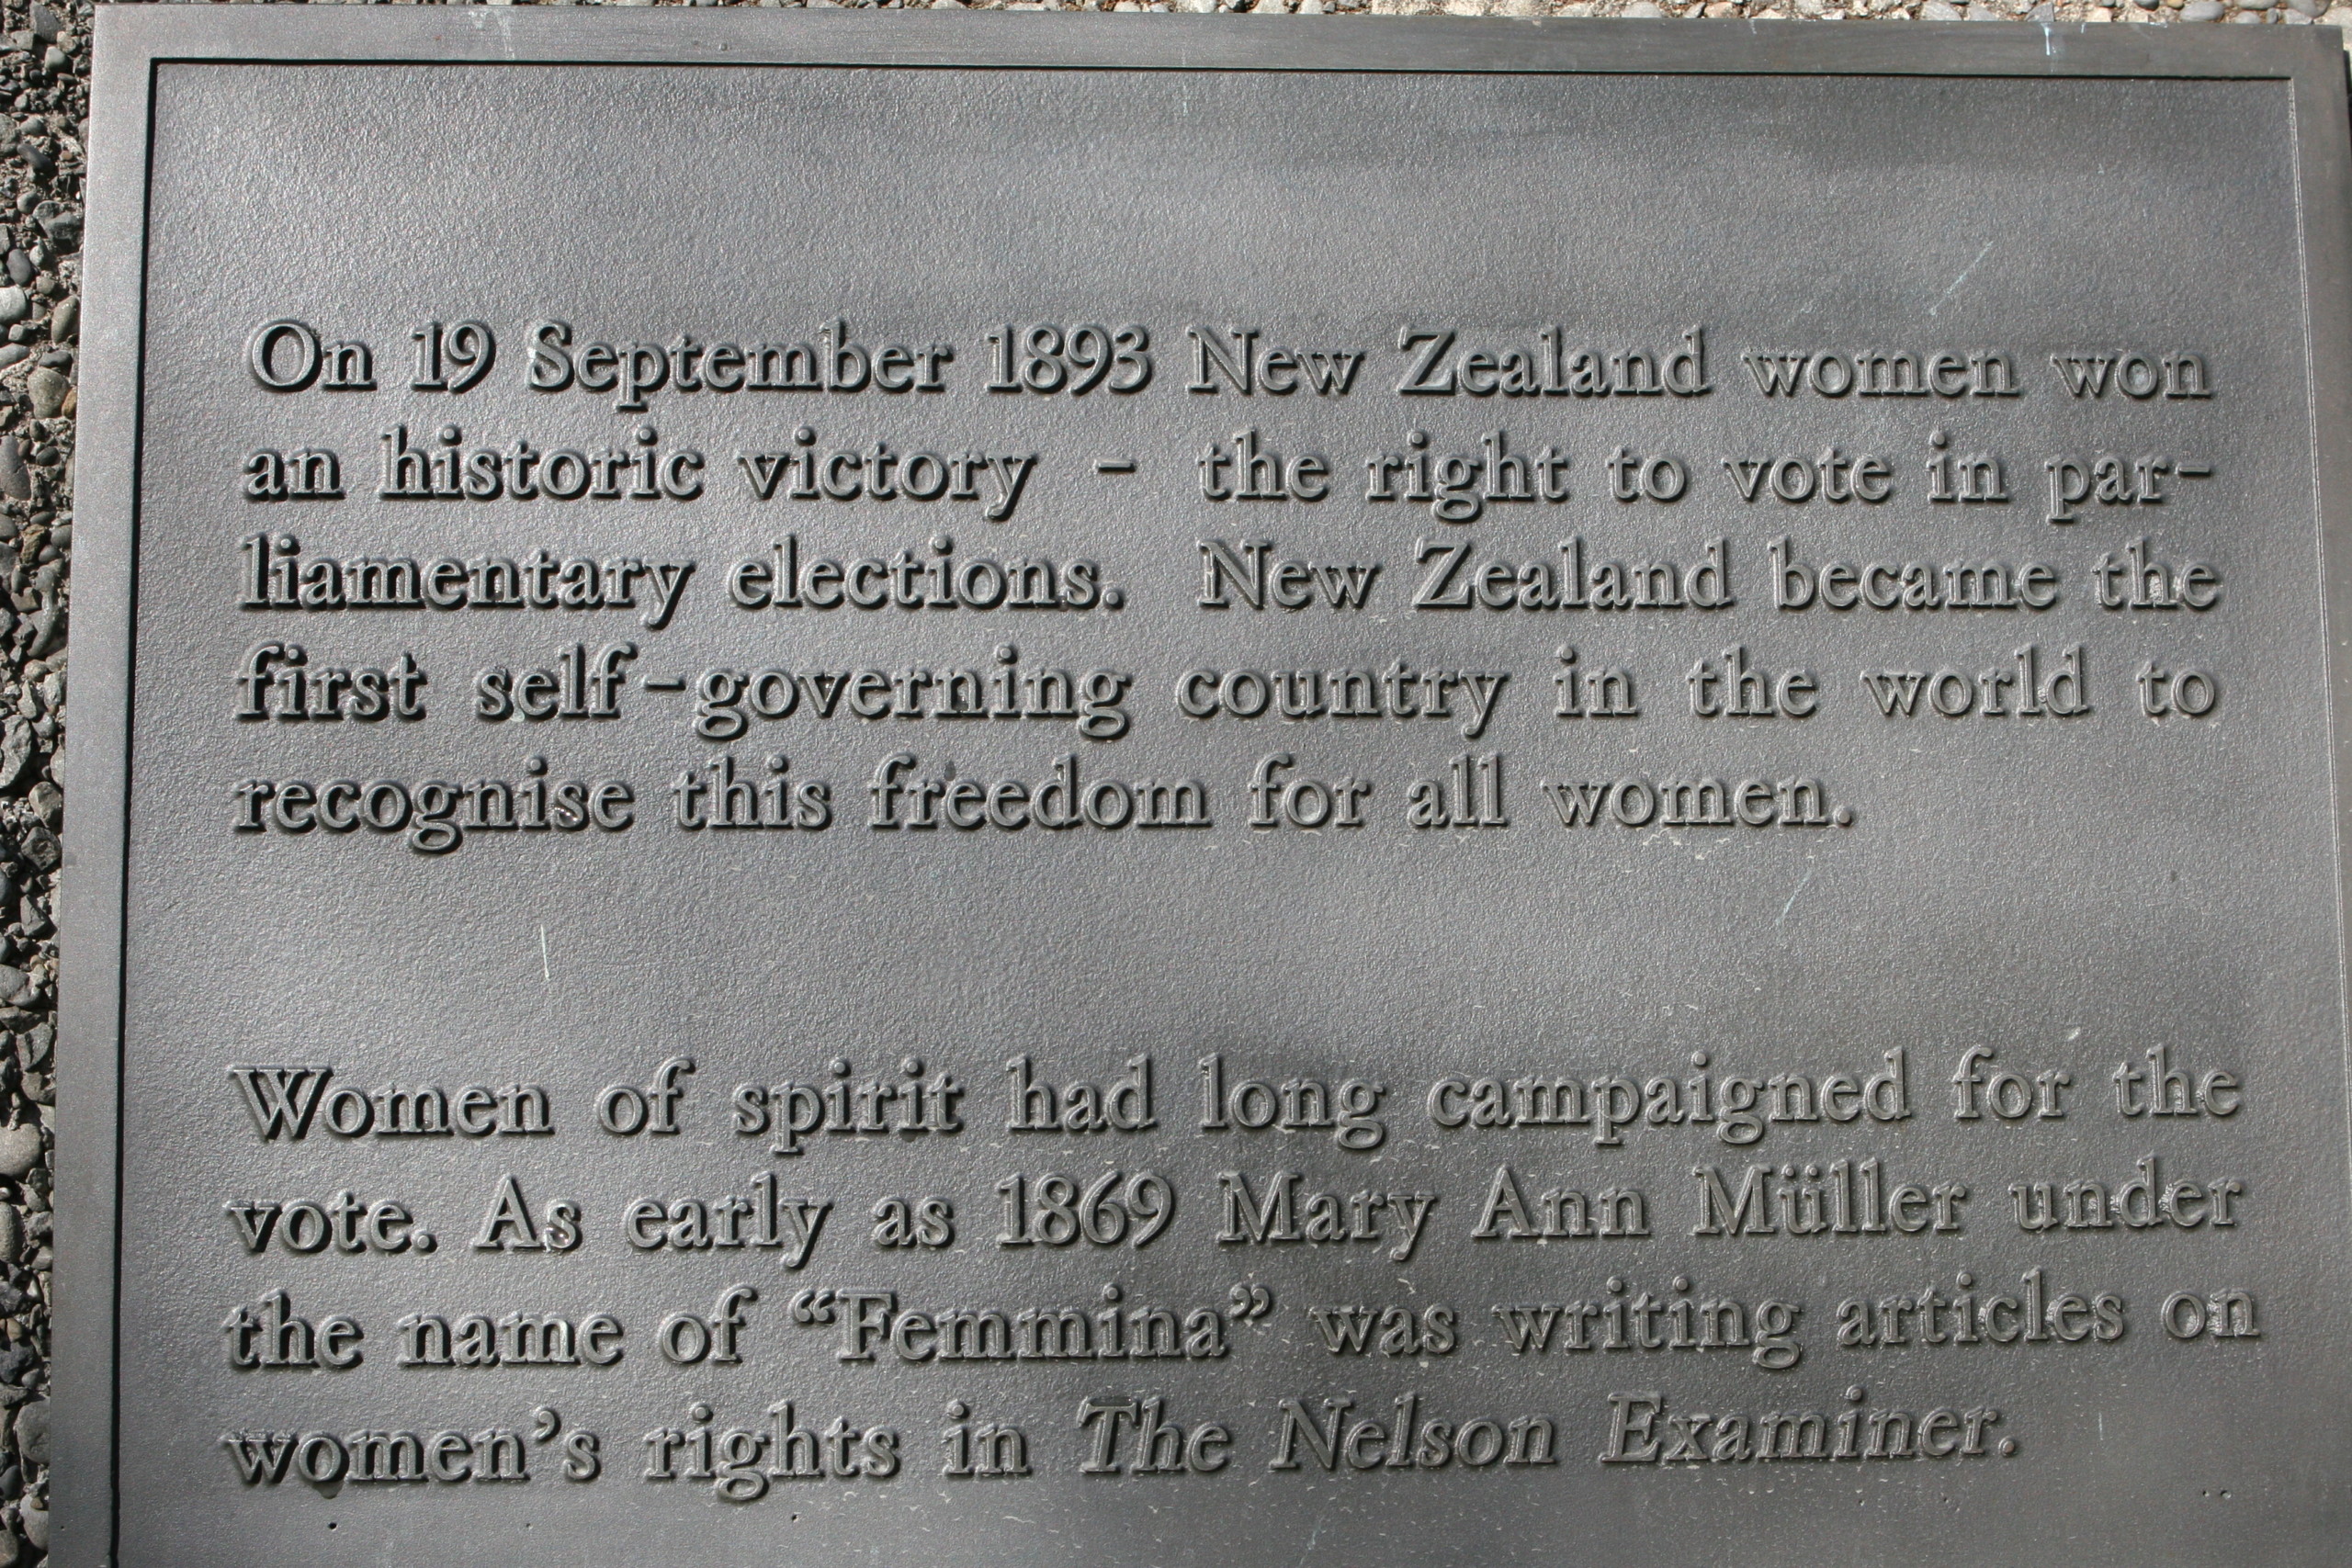 On 19 September 1893 New Zealand women won
an historic victory - the right to vote in par-
liamentary elections. New Zealand became the
first self-governing country in the world to
recognise this freedom for all women.
Women of spirit had long campaigned for the
vote. As early as 1869 Mary Ann Müller under
the name of “Femmina” was writing articles on
women’s rights in The Nelson Examiner.